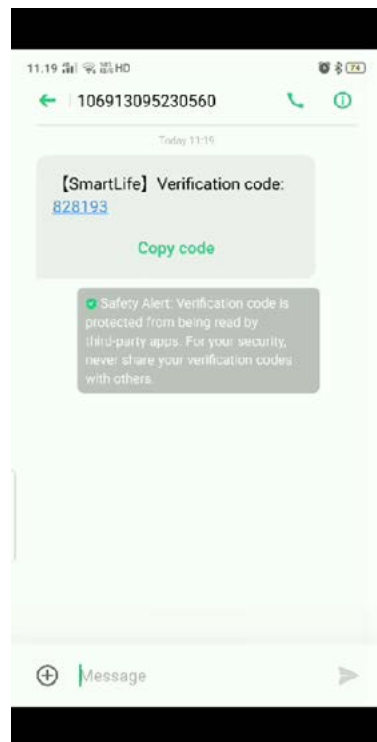 11.19 HD 74
106913095230560
Today 11:19
【SmartLife】Verification code:
828193
Copy code
Safety Alert: Verification code is
protected from being read by
third-party apps. For your security,
never share your verification codes
with others.
Message